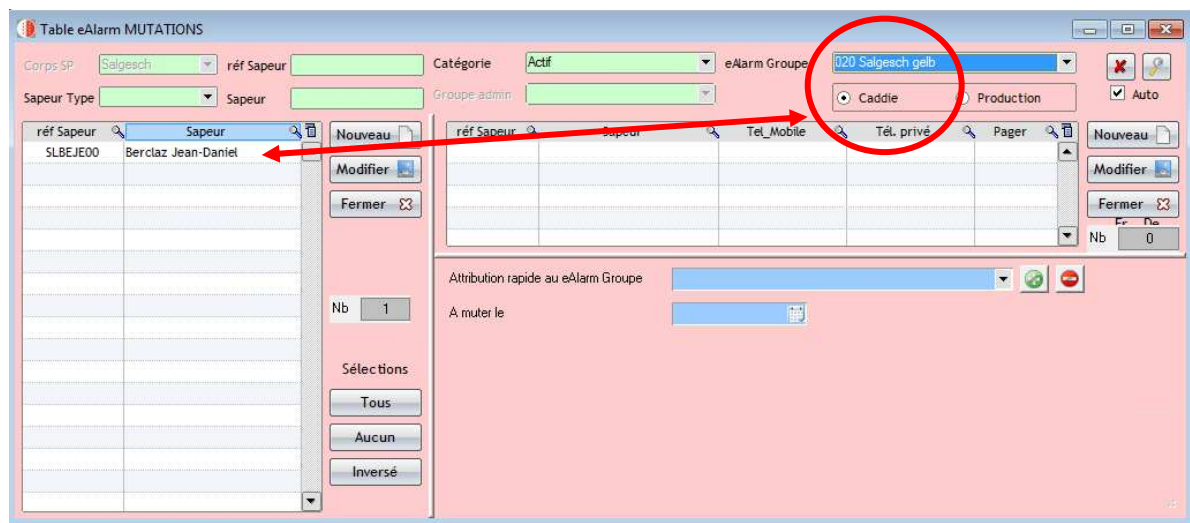 Table eAlarm MUTATIONS
Corps SP Salgesch réf Sapeur Catégorie Actif eAlarm Groupe 020 Salgesch gelb
Sapeur Type Sapeur Groupe admin Caddie Production Auto
réf Sapeur Sapeur Nouveau réf Sapeur Sapeur Tel_Mobile Tél. privé Pager Nouveau
SLBEJE00 Berclaz Jean-Daniel
Modifier Modifier
Fermer Fermer
Fr De
Nb 0
Attribution rapide au eAlarm Groupe
Nb 1 A muter le
Sélections
Tous
Aucun
Inversé